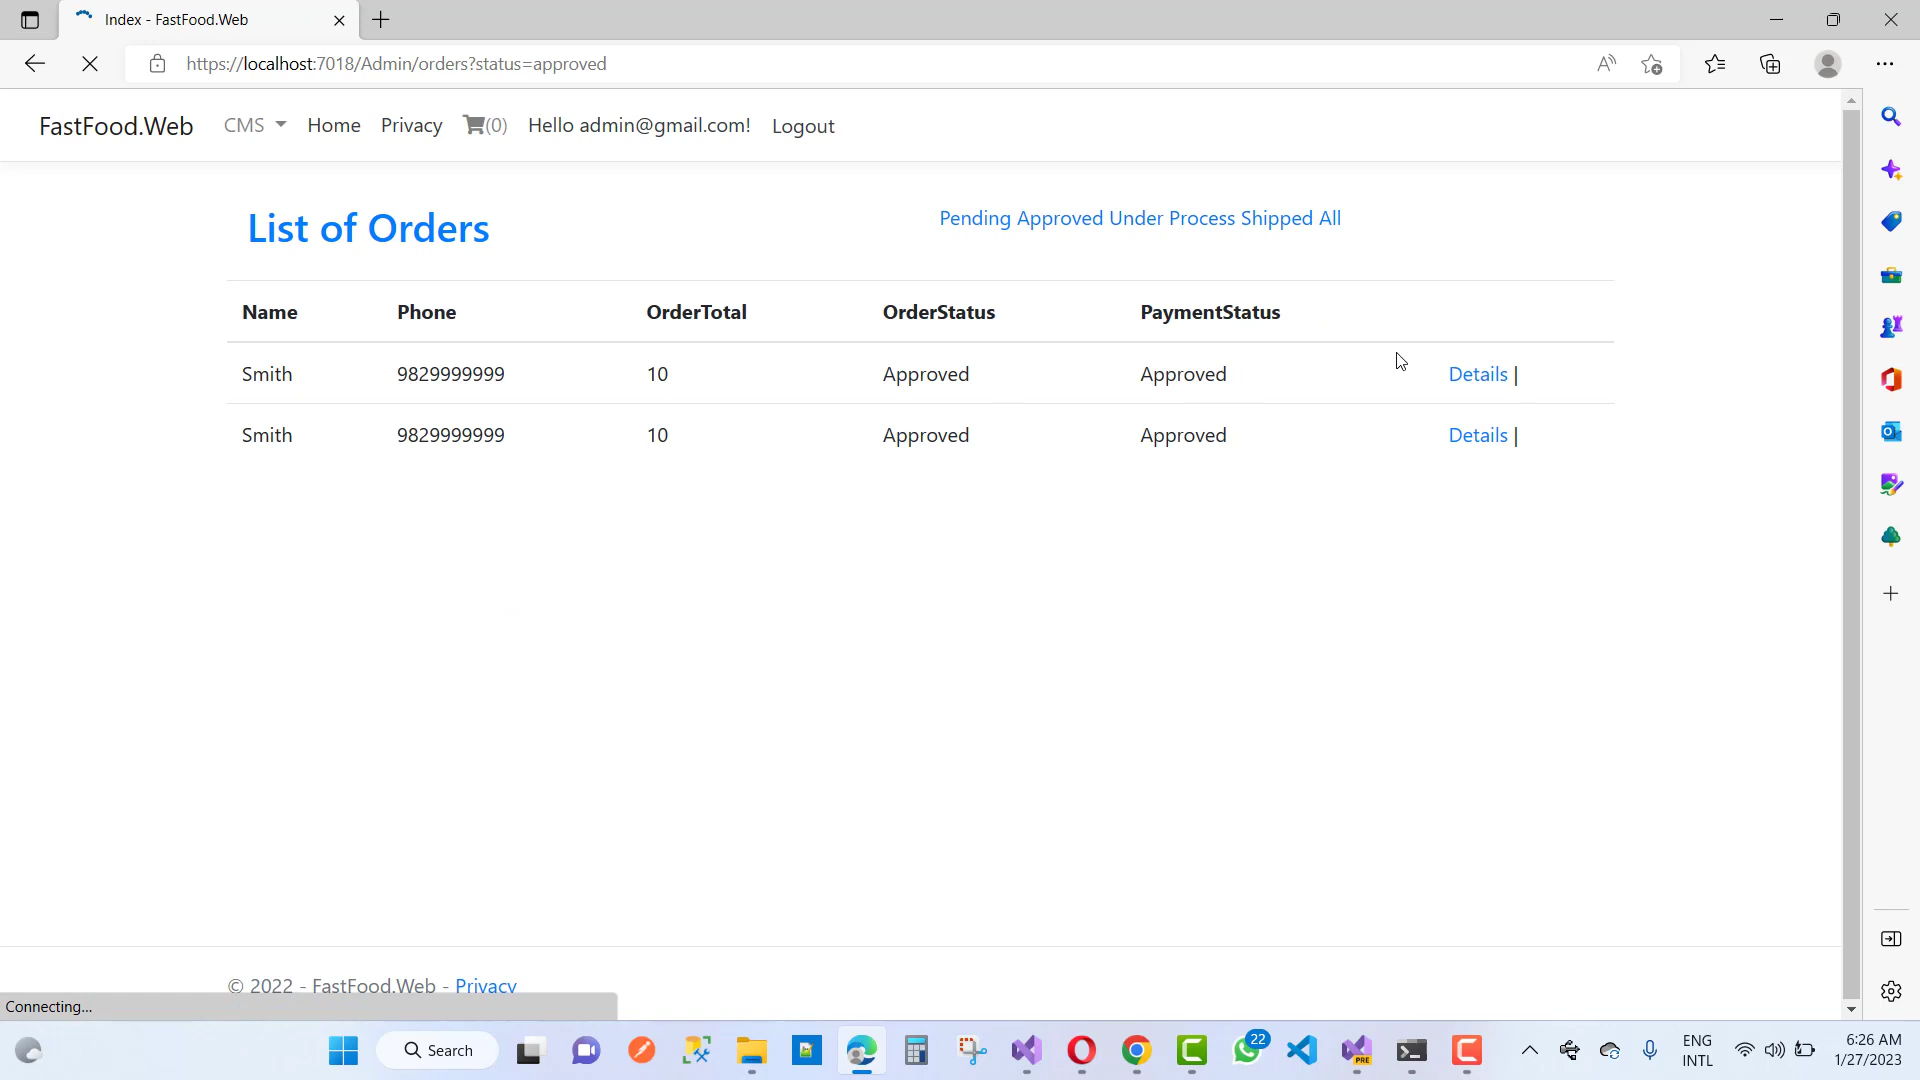 Index - FastFood.Web
https://localhost:7018/Admin/orders?status=approved
FastFood.Web CMS Home Privacy (0) Hello admin@gmail.com! Logout
List of Orders
Pending Approved Under Process Shipped All
Name Phone OrderTotal OrderStatus PaymentStatus
Smith 9829999999 10 Approved Approved Details |
Smith 9829999999 10 Approved Approved Details |
© 2022 - FastFood.Web - Privacy
Connecting...
Search
22
PRE
ENG
INTL
6:26 AM
1/27/2023